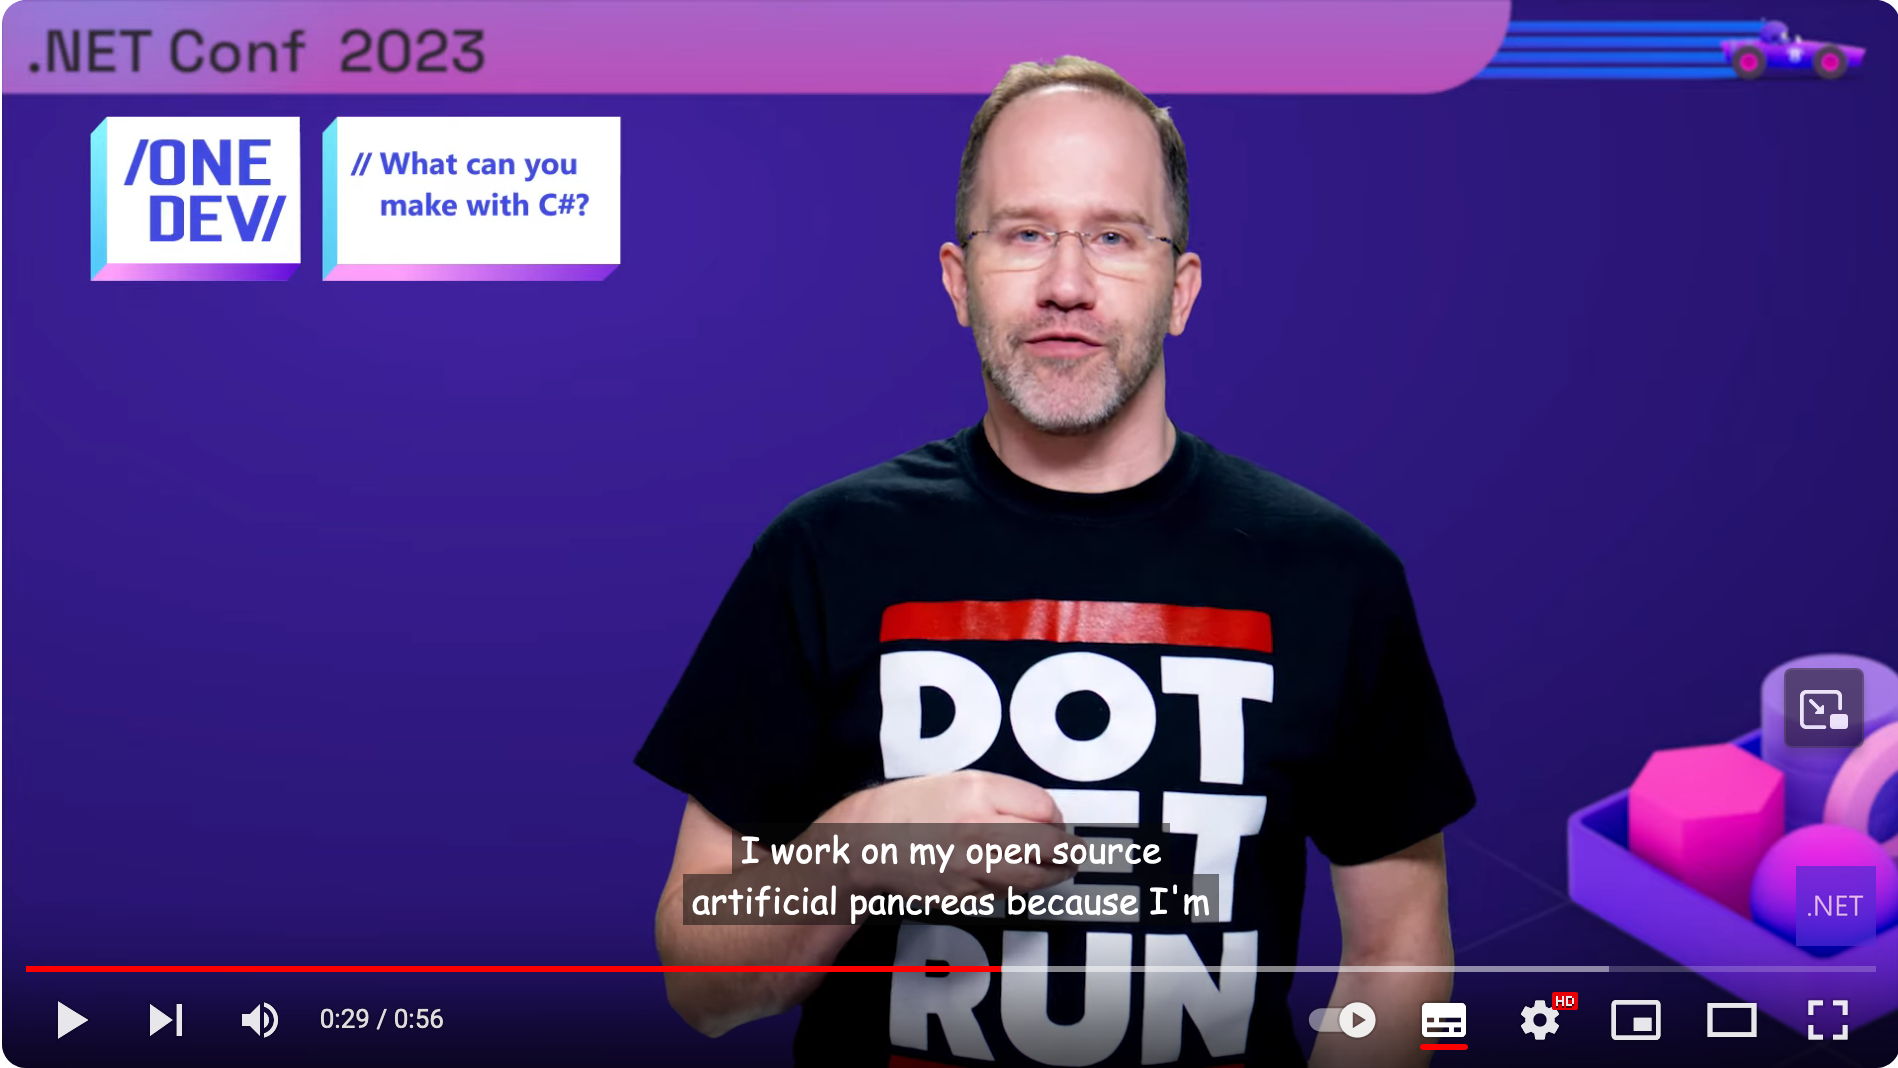 .NET Conf 2023
/ONE
DEV//
// What can you
make with C#?
DOT
NET
RUN
I work on my open source
artificial pancreas because I'm
.NET
0:29 / 0:56
HD